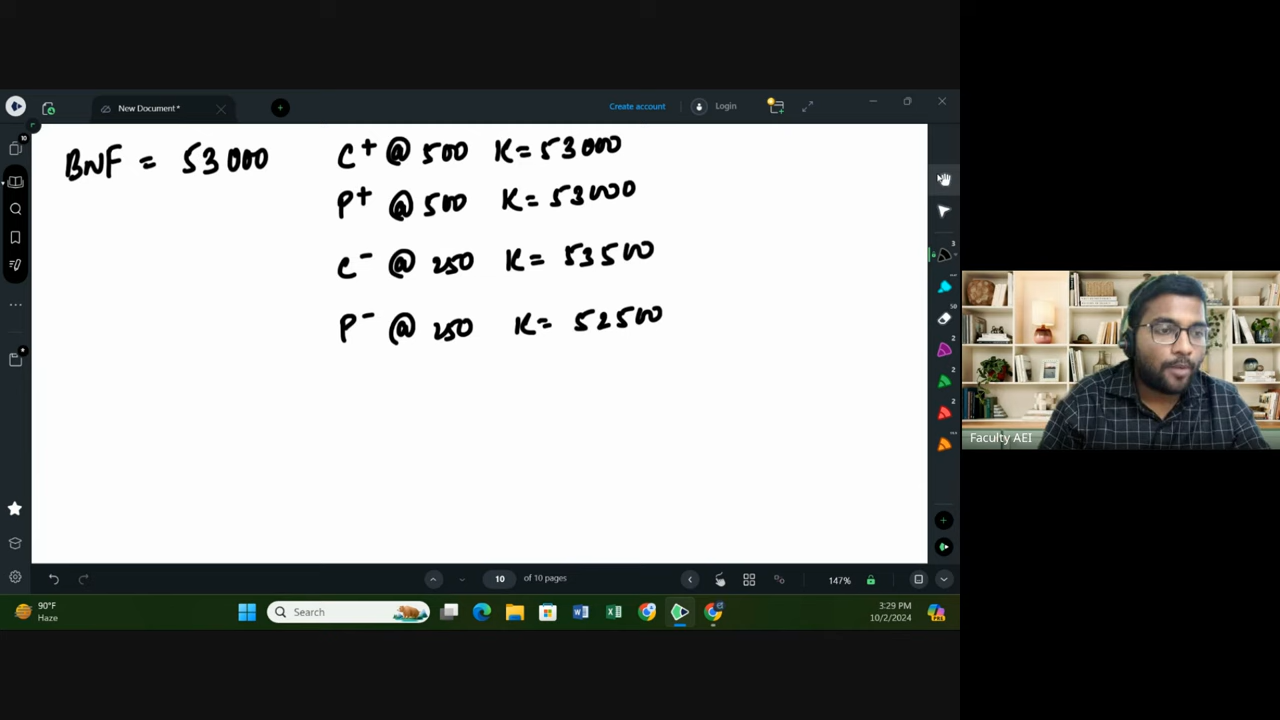 New Document*
Create account
Login
BNF = 53000
C+ @ 500 K= 53000
P+ @ 500 K= 53000
C- @ 250 K= 53500
P- @ 250 K= 52500
Faculty AEI
10 of 10 pages
147%
90°F
Haze
Search
3:29 PM
10/2/2024